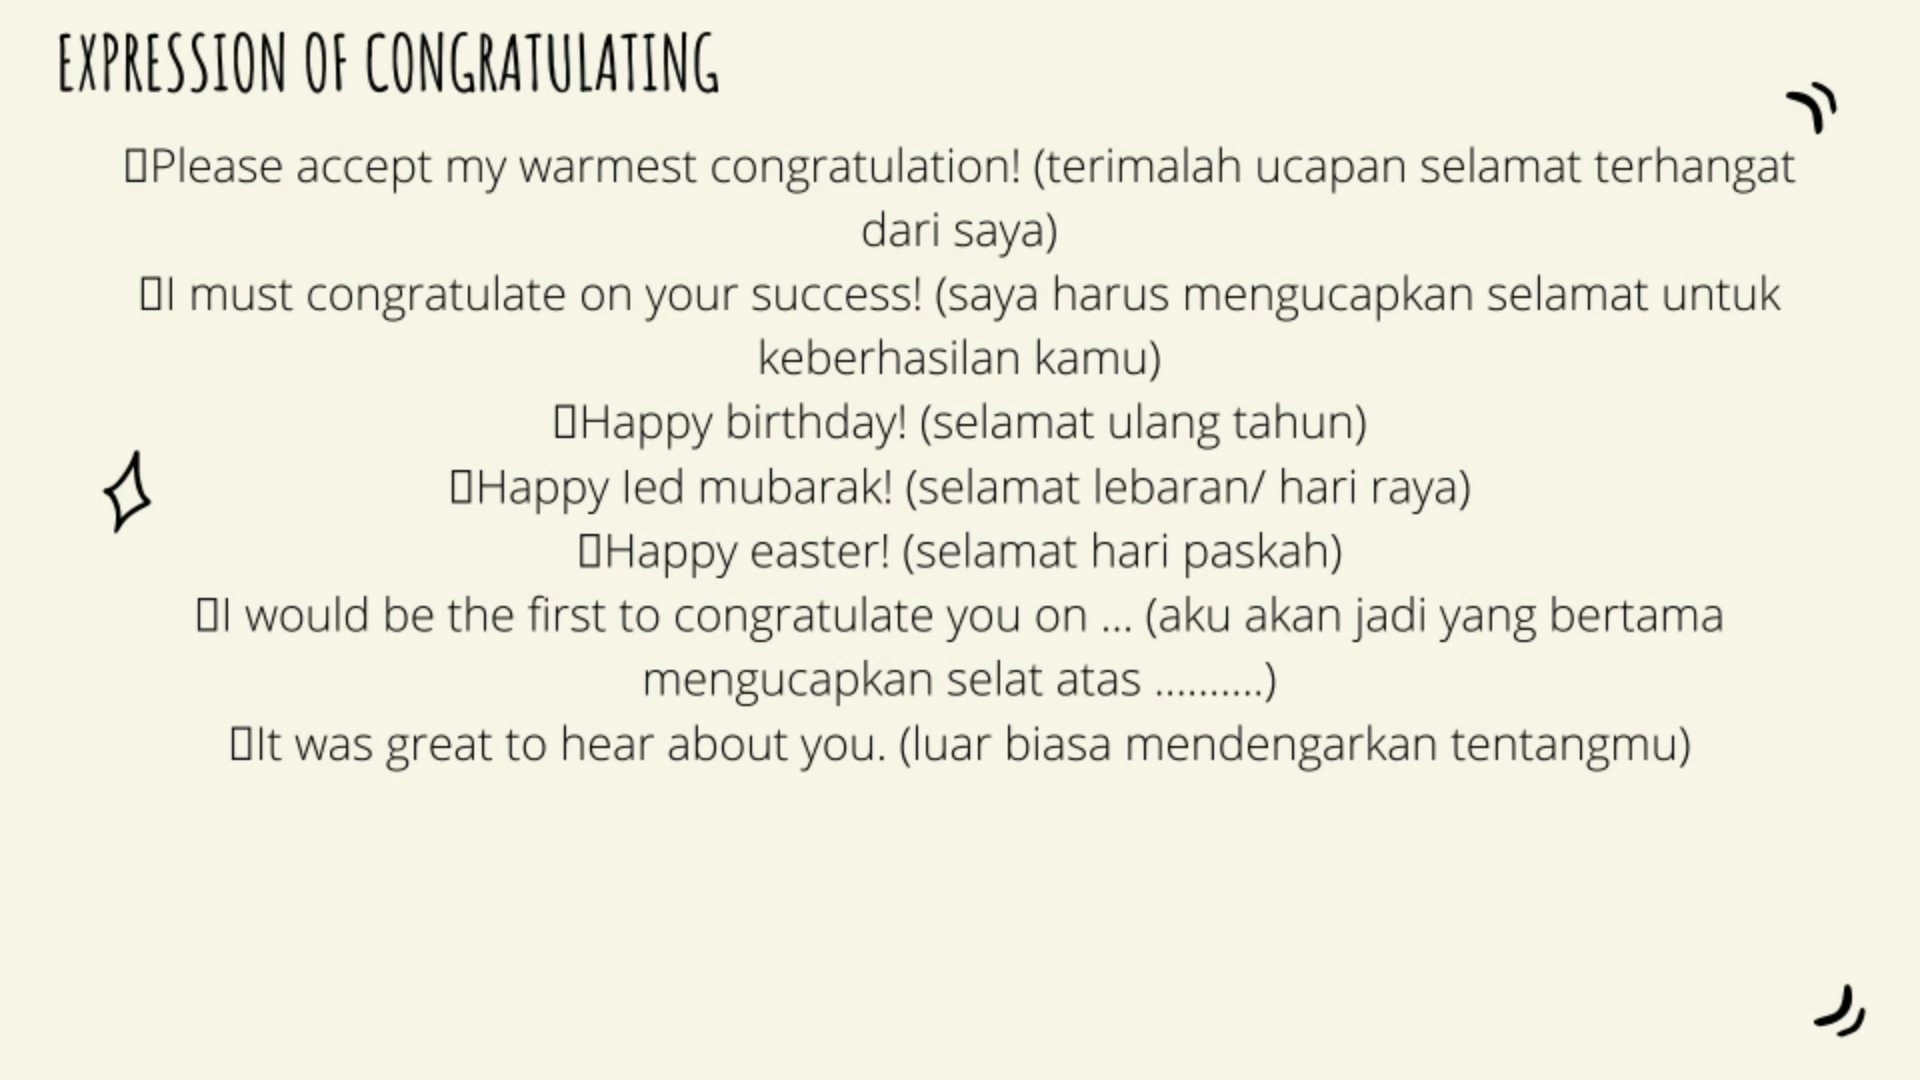 EXPRESSION OF CONGRATULATING
▯Please accept my warmest congratulation! (terimalah ucapan selamat terhangat
dari saya)
▯I must congratulate on your success! (saya harus mengucapkan selamat untuk
keberhasilan kamu)
▯Happy birthday! (selamat ulang tahun)
▯Happy Ied mubarak! (selamat lebaran/ hari raya)
▯Happy easter! (selamat hari paskah)
▯I would be the first to congratulate you on ... (aku akan jadi yang bertama
mengucapkan selat atas ..........)
▯It was great to hear about you. (luar biasa mendengarkan tentangmu)